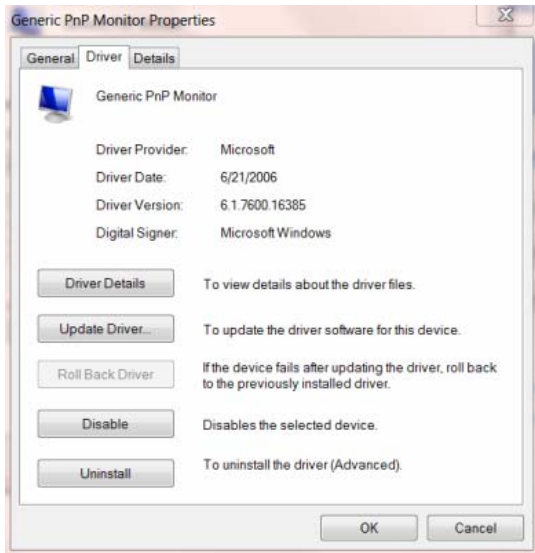 Generic PnP Monitor Properties
General Driver Details
Generic PnP Monitor
Driver Provider: Microsoft
Driver Date: 6/21/2006
Driver Version: 6.1.7600.16385
Digital Signer: Microsoft Windows
Driver Details To view details about the driver files.
Update Driver... To update the driver software for this device.
Roll Back Driver If the device fails after updating the driver, roll back
to the previously installed driver.
Disable Disables the selected device.
Uninstall To uninstall the driver (Advanced).
OK Cancel